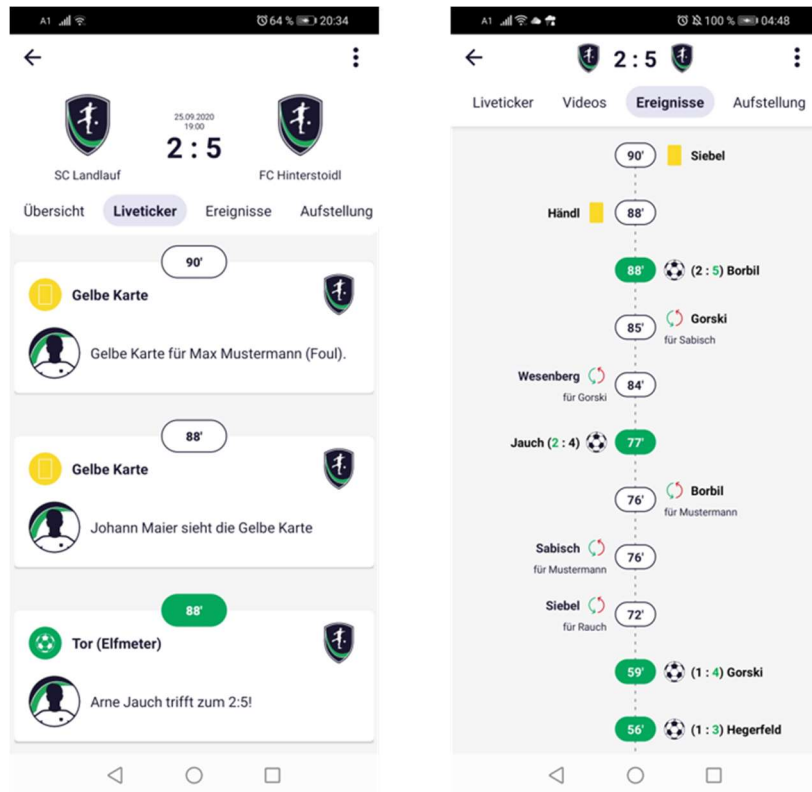 A1 64 % 20:34
25.09.2020
19:00
2 : 5
SC Landlauf FC Hinterstoidl
Übersicht Liveticker Ereignisse Aufstellung
90'
Gelbe Karte
Gelbe Karte für Max Mustermann (Foul).
88'
Gelbe Karte
Johann Maier sieht die Gelbe Karte
88'
Tor (Elfmeter)
Arne Jauch trifft zum 2:5!
A1 100 % 04:48
2 : 5
Liveticker Videos Ereignisse Aufstellung
90' Siebel
Händl 88'
88' (2 : 5) Borbil
85' Gorski
für Sabisch
Wesenberg 84'
für Gorski
Jauch (2 : 4) 77'
76' Borbil
für Mustermann
Sabisch 76'
für Mustermann
Siebel 72'
für Rauch
59' (1 : 4) Gorski
56' (1 : 3) Hegerfeld